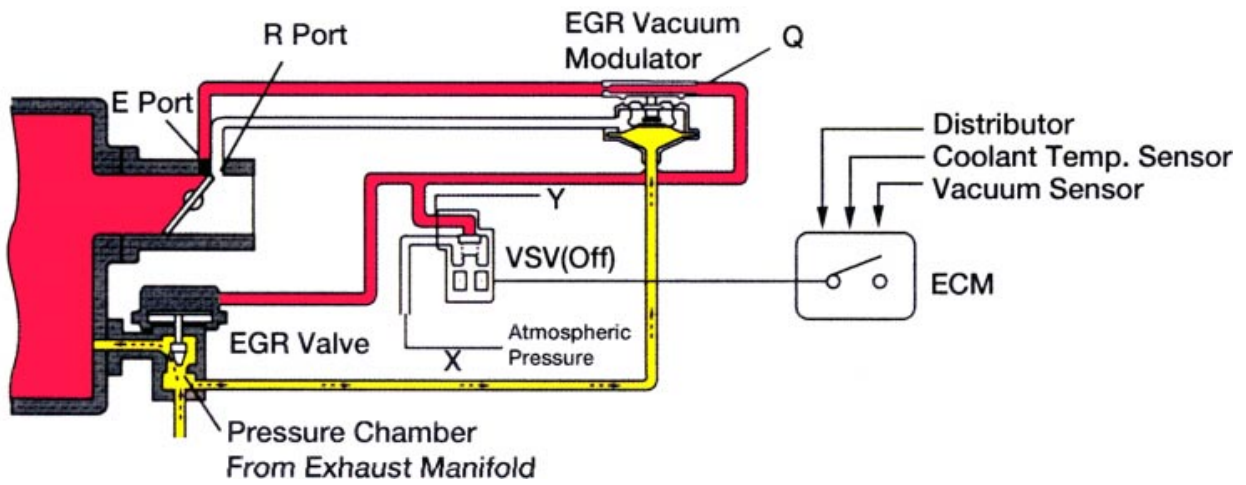 R Port
EGR Vacuum
Modulator
Q
E Port
Distributor
Coolant Temp. Sensor
Vacuum Sensor
Y
VSV(Off)
ECM
EGR Valve
Atmospheric
Pressure
X
Pressure Chamber
From Exhaust Manifold